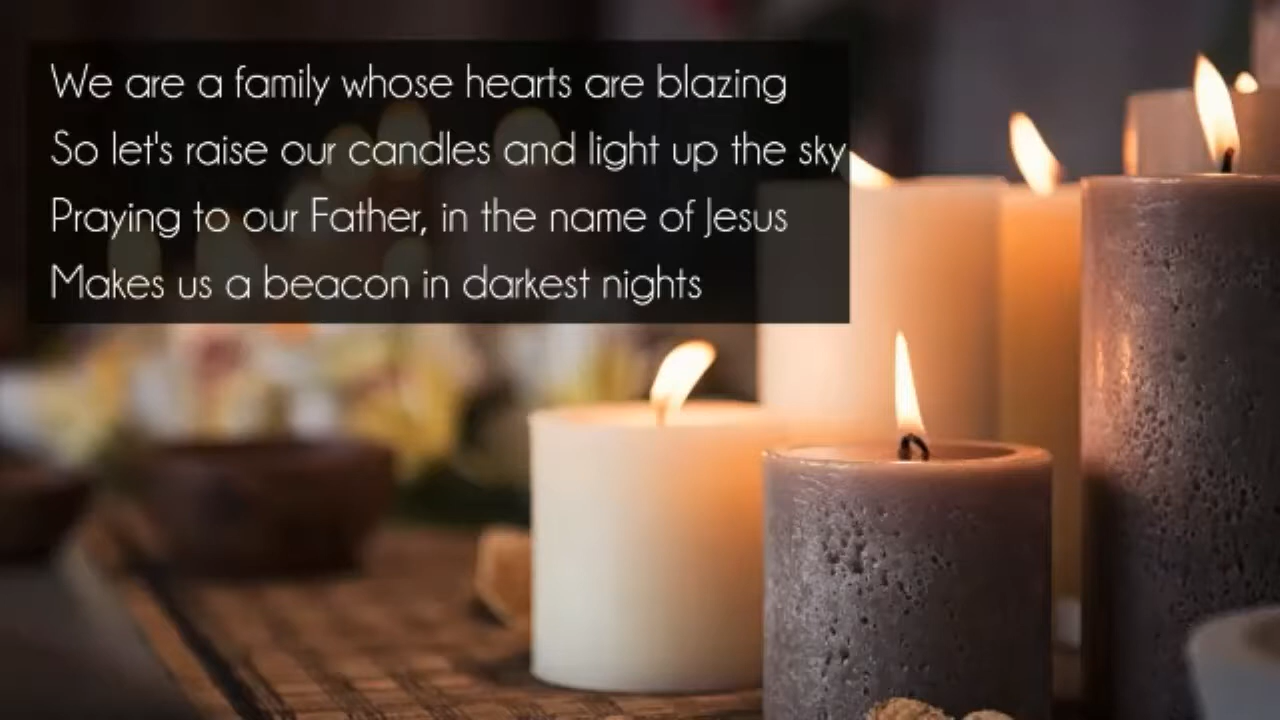 We are a family whose hearts are blazing
So let's raise our candles and light up the sky
Praying to our Father, in the name of Jesus
Makes us a beacon in darkest nights